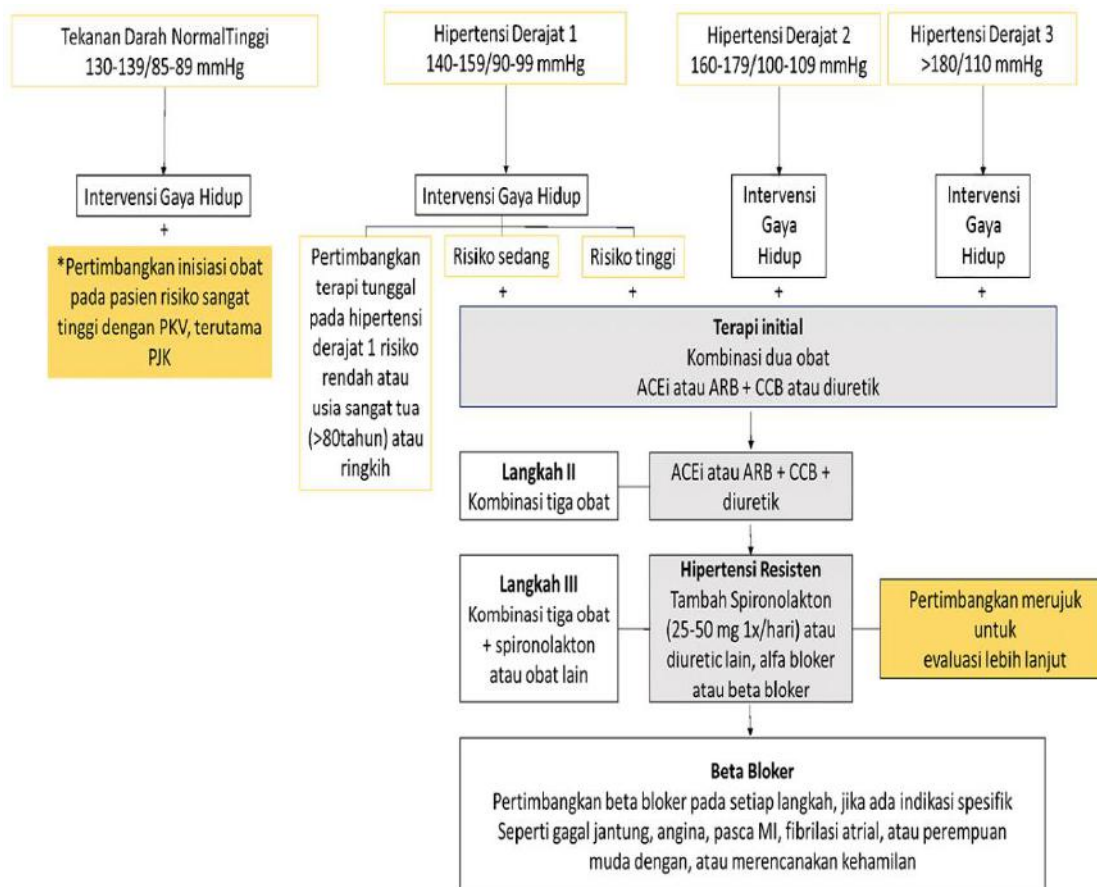 Tekanan Darah NormalTinggi
130-139/85-89 mmHg
Hipertensi Derajat 1
140-159/90-99 mmHg
Hipertensi Derajat 2
160-179/100-109 mmHg
Hipertensi Derajat 3
>180/110 mmHg
Intervensi Gaya Hidup
+
*Pertimbangkan inisiasi obat
pada pasien risiko sangat
tinggi dengan PKV, terutama
PJK
Intervensi Gaya Hidup
Pertimbangkan
terapi tunggal
pada hipertensi
derajat 1 risiko
rendah atau
usia sangat tua
(>80tahun) atau
ringkih
Risiko sedang
+
Risiko tinggi
+
Intervensi
Gaya
Hidup
+
Intervensi
Gaya
Hidup
+
Terapi initial
Kombinasi dua obat
ACEi atau ARB + CCB atau diuretik
Langkah II
Kombinasi tiga obat
ACEi atau ARB + CCB +
diuretik
Langkah III
Kombinasi tiga obat
+ spironolakton
atau obat lain
Hipertensi Resisten
Tambah Spironolakton
(25-50 mg 1x/hari) atau
diuretic lain, alfa bloker
atau beta bloker
Pertimbangkan merujuk
untuk
evaluasi lebih lanjut
Beta Bloker
Pertimbangkan beta bloker pada setiap langkah, jika ada indikasi spesifik
Seperti gagal jantung, angina, pasca MI, fibrilasi atrial, atau perempuan
muda dengan, atau merencanakan kehamilan